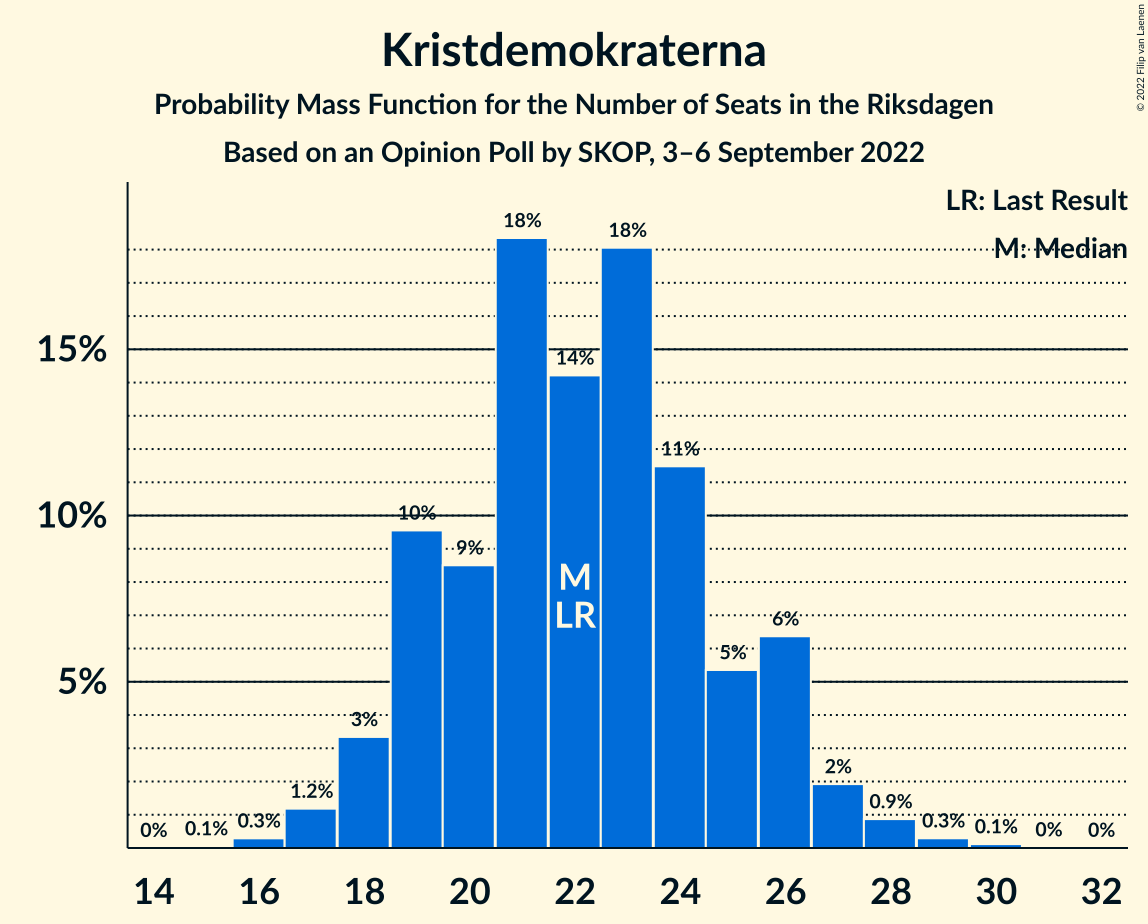 Kristdemokraterna
Probability Mass Function for the Number of Seats in the Riksdagen
Based on an Opinion Poll by SKOP, 3–6 September 2022
© 2022 Filip van Laenen
LR: Last Result
M: Median
15%
10%
5%
0%
0.1%
0.3%
1.2%
3%
10%
9%
18%
14%
18%
11%
5%
6%
2%
0.9%
0.3%
0.1%
0%
0%
M
LR
14 16 18 20 22 24 26 28 30 32